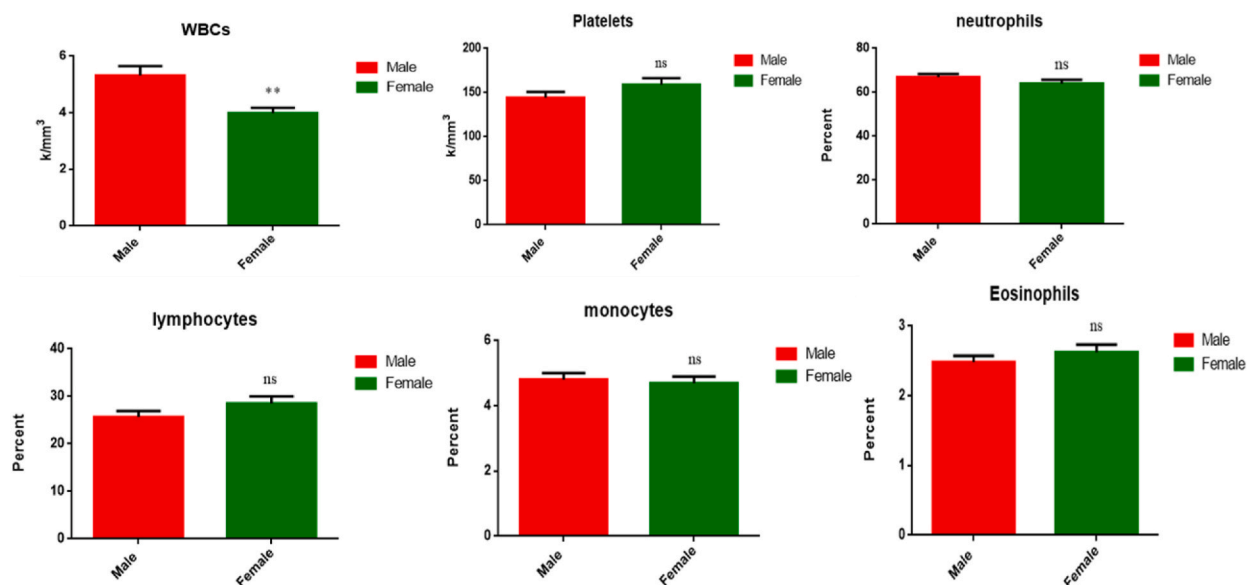 WBCs
6
4
2
0
k/mm3
**
Male
Female
Male
Female
Platelets
200
150
100
50
0
k/mm3
ns
Male
Female
Male
Female
neutrophils
80
60
40
20
0
Percent
ns
Male
Female
Male
Female
lymphocytes
40
30
20
10
0
Percent
ns
Male
Female
Male
Female
monocytes
6
4
2
0
Percent
ns
Male
Female
Male
Female
Eosinophils
3
2
1
0
Percent
ns
Male
Female
Male
Female